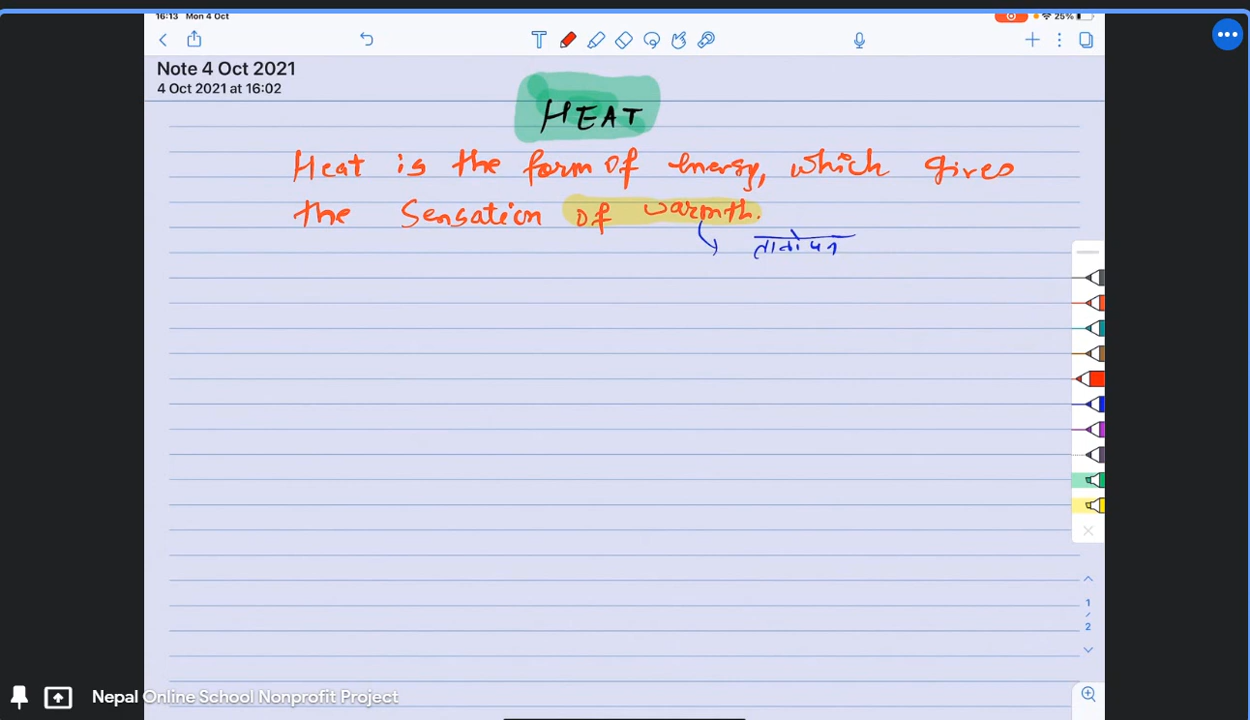 16:13 Mon 4 Oct
25%
Note 4 Oct 2021
4 Oct 2021 at 16:02
HEAT
Heat is the form of energy, which gives
the sensation of warmth.
तातोपन
1
2
Nepal Online School Nonprofit Project